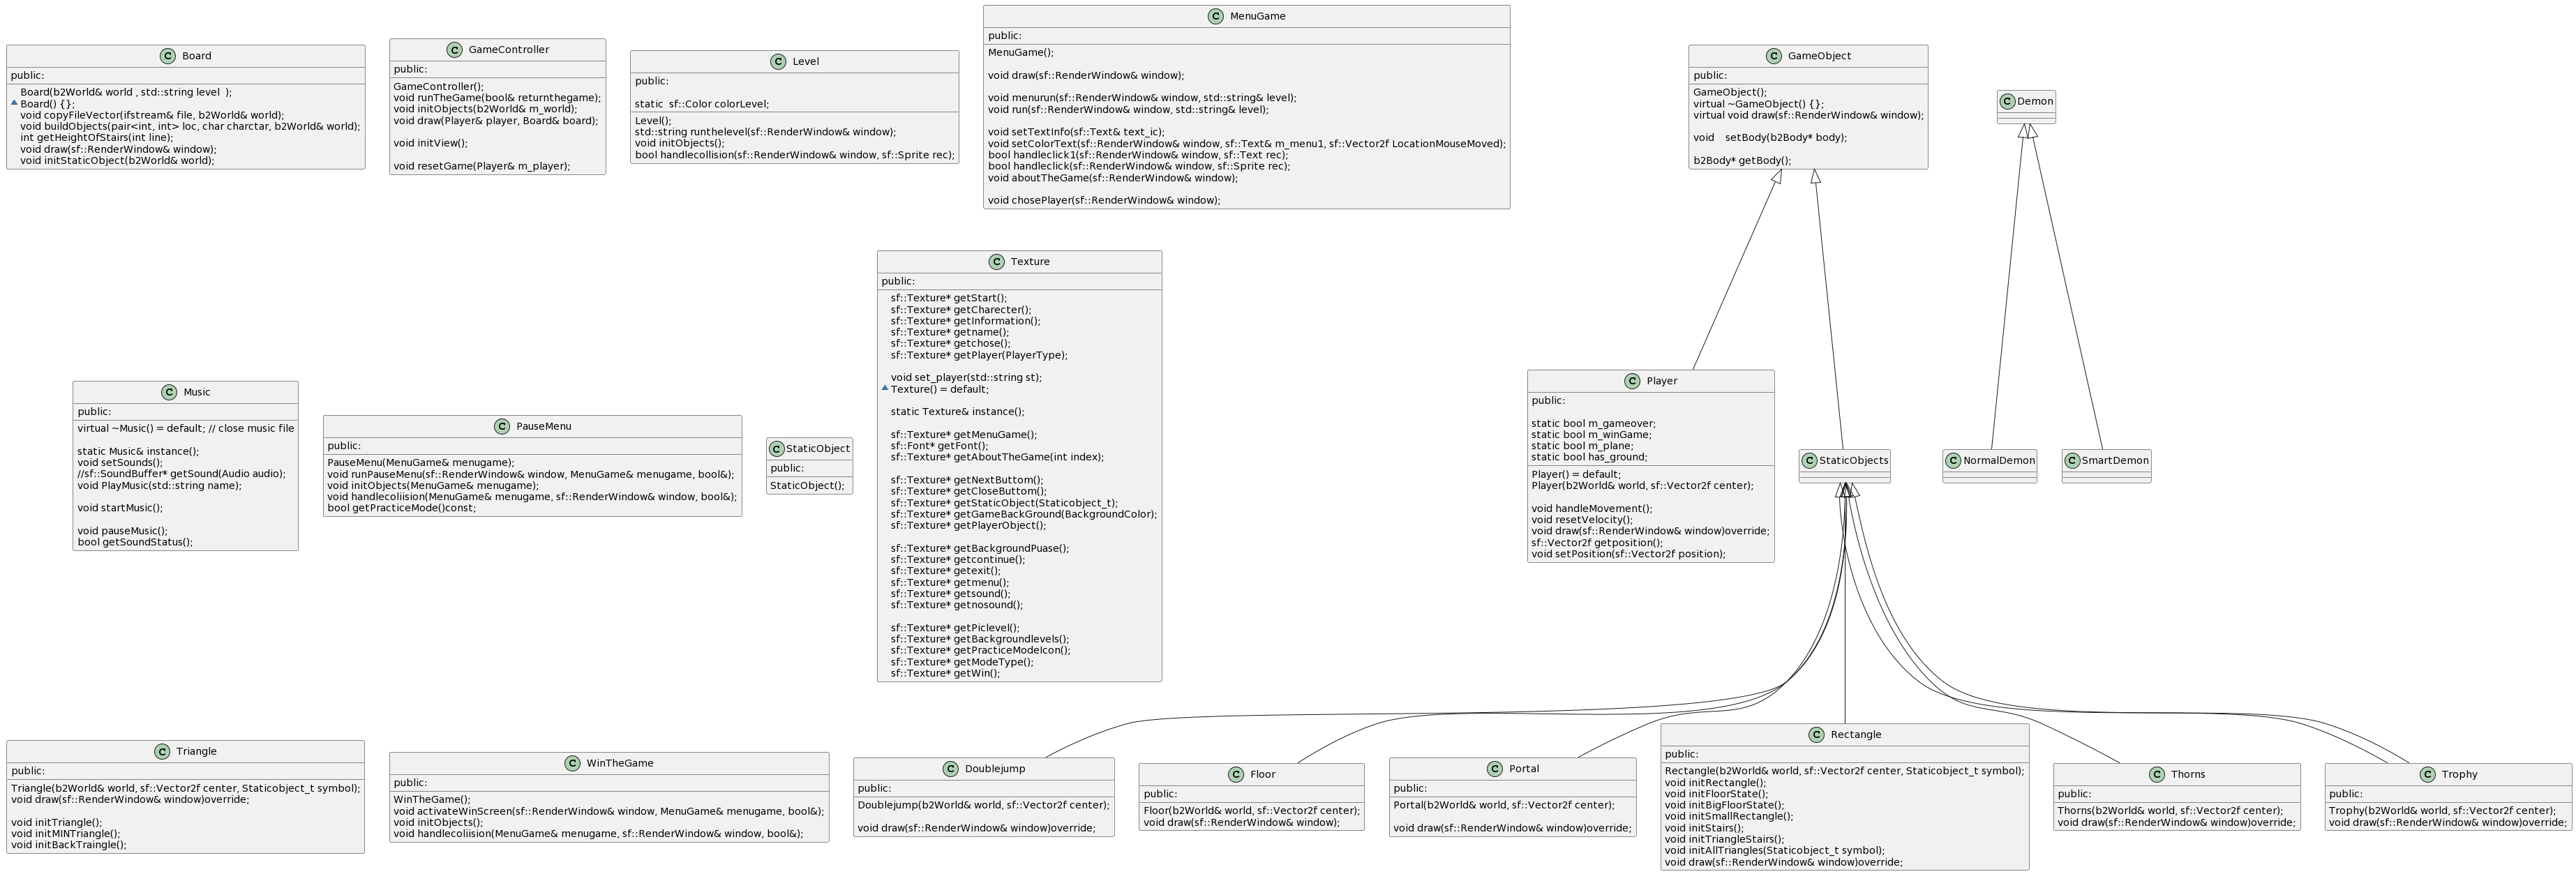 C Board
public:
Board(b2World& world , std::string level  );
Board() {};
void copyFileVector(ifstream& file, b2World& world);
void buildObjects(pair<int, int> loc, char charctar, b2World& world);
int getHeightOfStairs(int line);
void draw(sf::RenderWindow& window);
void initStaticObject(b2World& world);
C GameController
public:
GameController();
void runTheGame(bool& returnthegame);
void initObjects(b2World& m_world);
void draw(Player& player, Board& board);
void initView();
void resetGame(Player& m_player);
C Level
public:
static  sf::Color colorLevel;
Level();
std::string runthelevel(sf::RenderWindow& window);
void initObjects();
bool handlecollision(sf::RenderWindow& window, sf::Sprite rec);
C MenuGame
public:
MenuGame();
void draw(sf::RenderWindow& window);
void menurun(sf::RenderWindow& window, std::string& level);
void run(sf::RenderWindow& window, std::string& level);
void setTextInfo(sf::Text& text_ic);
void setColorText(sf::RenderWindow& window, sf::Text& m_menu1, sf::Vector2f LocationMouseMoved);
bool handleclick1(sf::RenderWindow& window, sf::Text rec);
bool handleclick(sf::RenderWindow& window, sf::Sprite rec);
void aboutTheGame(sf::RenderWindow& window);
void chosePlayer(sf::RenderWindow& window);
C GameObject
public:
GameObject();
virtual ~GameObject() {};
virtual void draw(sf::RenderWindow& window);
void    setBody(b2Body* body);
b2Body* getBody();
C Demon
C Music
public:
virtual ~Music() = default; // close music file
static Music& instance();
void setSounds();
//sf::SoundBuffer* getSound(Audio audio);
void PlayMusic(std::string name);
void startMusic();
void pauseMusic();
bool getSoundStatus();
C PauseMenu
public:
PauseMenu(MenuGame& menugame);
void runPauseMenu(sf::RenderWindow& window, MenuGame& menugame, bool&);
void initObjects(MenuGame& menugame);
void handlecoliision(MenuGame& menugame, sf::RenderWindow& window, bool&);
bool getPracticeMode()const;
C StaticObject
public:
StaticObject();
C Texture
public:
sf::Texture* getStart();
sf::Texture* getCharecter();
sf::Texture* getInformation();
sf::Texture* getname();
sf::Texture* getchose();
sf::Texture* getPlayer(PlayerType);
void set_player(std::string st);
Texture() = default;
static Texture& instance();
sf::Texture* getMenuGame();
sf::Font* getFont();
sf::Texture* getAboutTheGame(int index);
sf::Texture* getNextButtom();
sf::Texture* getCloseButtom();
sf::Texture* getStaticObject(Staticobject_t);
sf::Texture* getGameBackGround(BackgroundColor);
sf::Texture* getPlayerObject();
sf::Texture* getBackgroundPuase();
sf::Texture* getcontinue();
sf::Texture* getexit();
sf::Texture* getmenu();
sf::Texture* getsound();
sf::Texture* getnosound();
sf::Texture* getPiclevel();
sf::Texture* getBackgroundlevels();
sf::Texture* getPracticeModeIcon();
sf::Texture* getModeType();
sf::Texture* getWin();
C Player
public:
static bool m_gameover;
static bool m_winGame;
static bool m_plane;
static bool has_ground;
Player() = default;
Player(b2World& world, sf::Vector2f center);
void handleMovement();
void resetVelocity();
void draw(sf::RenderWindow& window)override;
sf::Vector2f getposition();
void setPosition(sf::Vector2f position);
C StaticObjects
C NormalDemon
C SmartDemon
C Triangle
public:
Triangle(b2World& world, sf::Vector2f center, Staticobject_t symbol);
void draw(sf::RenderWindow& window)override;
void initTriangle();
void initMINTriangle();
void initBackTraingle();
C WinTheGame
public:
WinTheGame();
void activateWinScreen(sf::RenderWindow& window, MenuGame& menugame, bool&);
void initObjects();
void handlecoliision(MenuGame& menugame, sf::RenderWindow& window, bool&);
C Doublejump
public:
Doublejump(b2World& world, sf::Vector2f center);
void draw(sf::RenderWindow& window)override;
C Floor
public:
Floor(b2World& world, sf::Vector2f center);
void draw(sf::RenderWindow& window);
C Portal
public:
Portal(b2World& world, sf::Vector2f center);
void draw(sf::RenderWindow& window)override;
C Rectangle
public:
Rectangle(b2World& world, sf::Vector2f center, Staticobject_t symbol);
void initRectangle();
void initFloorState();
void initBigFloorState();
void initSmallRectangle();
void initStairs();
void initTriangleStairs();
void initAllTriangles(Staticobject_t symbol);
void draw(sf::RenderWindow& window)override;
C Thorns
public:
Thorns(b2World& world, sf::Vector2f center);
void draw(sf::RenderWindow& window)override;
C Trophy
public:
Trophy(b2World& world, sf::Vector2f center);
void draw(sf::RenderWindow& window)override;